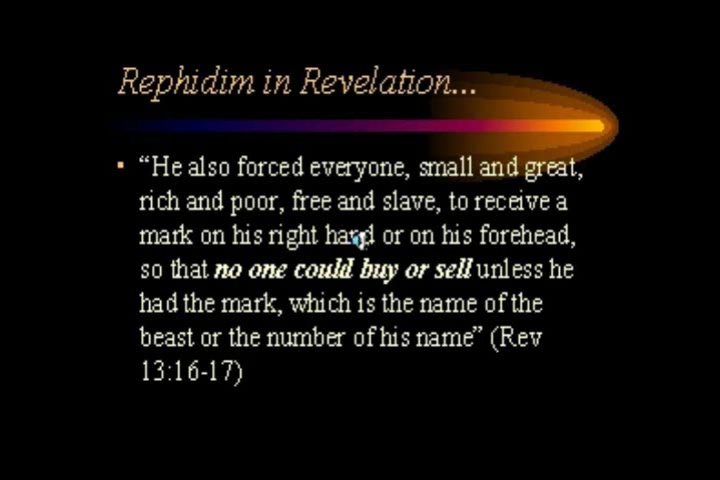 Rephidim in Revelation...
▪ “He also forced everyone, small and great,
rich and poor, free and slave, to receive a
mark on his right hand or on his forehead,
so that no one could buy or sell unless he
had the mark, which is the name of the
beast or the number of his name” (Rev
13:16-17)